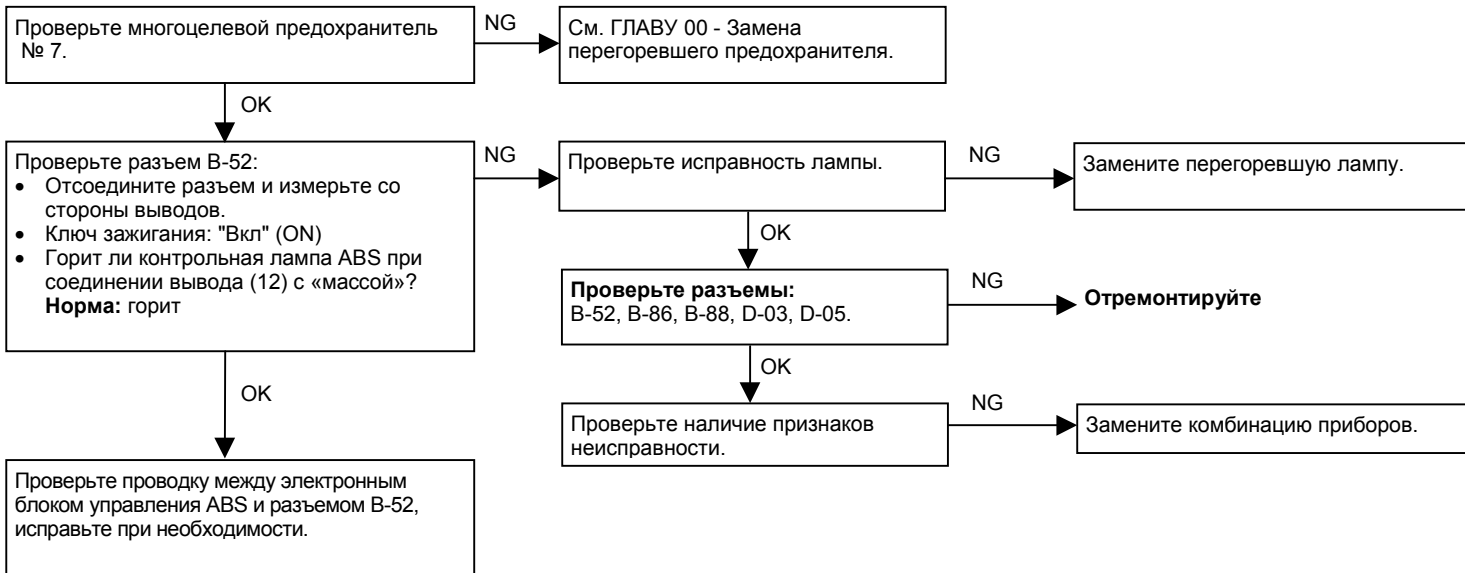 Проверьте многоцелевой предохранитель
№ 7.
NG
См. ГЛАВУ 00 - Замена
перегоревшего предохранителя.
OK
Проверьте разъем B-52:
• Отсоедините разъем и измерьте со
стороны выводов.
• Ключ зажигания: "Вкл" (ON)
• Горит ли контрольная лампа ABS при
соединении вывода (12) с «массой»?
Норма: горит
NG
Проверьте исправность лампы.
NG
Замените перегоревшую лампу.
OK
Проверьте разъемы:
B-52, B-86, B-88, D-03, D-05.
NG
Отремонтируйте
OK
OK
Проверьте наличие признаков
неисправности.
NG
Замените комбинацию приборов.
Проверьте проводку между электронным
блоком управления ABS и разъемом B-52,
исправьте при необходимости.